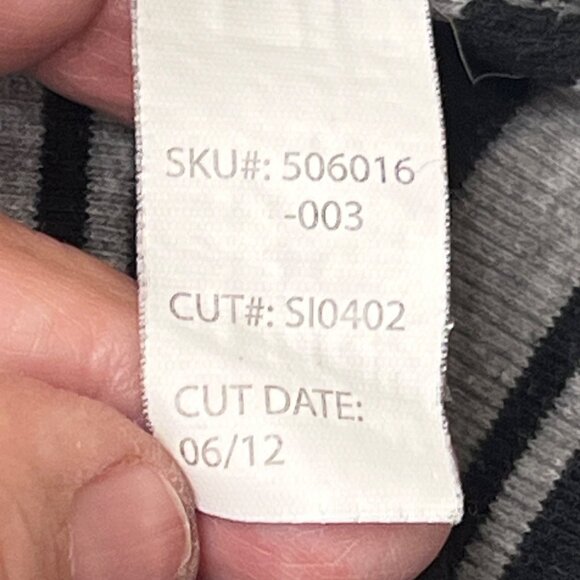 SKU#: 506016
-003
CUT#: SI0402
CUT DATE:
06/12